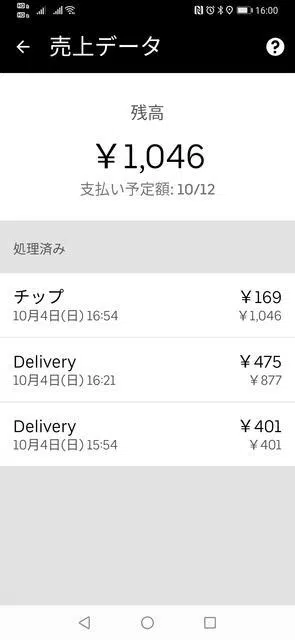 16:00
売上データ
残高
￥1,046
支払い予定額: 10/12
処理済み
チップ ￥169
10月4日(日) 16:54 ￥1,046
Delivery ￥475
10月4日(日) 16:21 ￥877
Delivery ￥401
10月4日(日) 15:54 ￥401